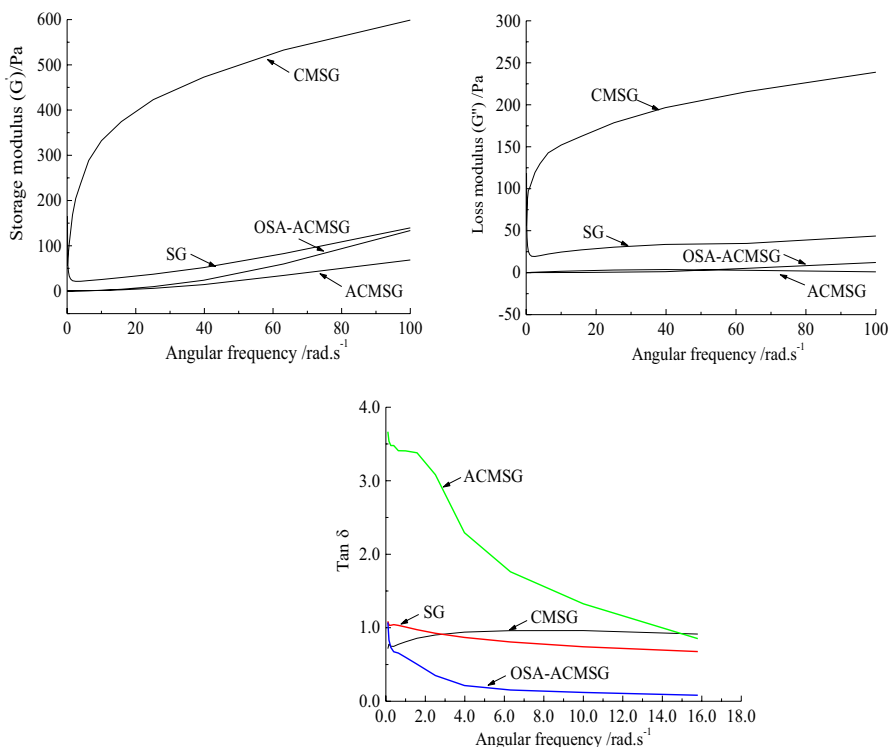 600
500
400
300
200
100
0
Storage modulus (G')/Pa
CMSG
OSA-ACMSG
SG
ACMSG
0 20 40 60 80 100
Angular frequency /rad.s-1
250
200
150
100
50
0
-50
Loss modulus (G") /Pa
CMSG
SG
OSA-ACMSG
ACMSG
0 20 40 60 80 100
Angular frequency /rad.s-1
4.0
3.0
2.0
1.0
0.0
Tan δ
ACMSG
SG
CMSG
OSA-ACMSG
0.0 2.0 4.0 6.0 8.0 10.0 12.0 14.0 16.0 18.0
Angular frequency /rad.s-1